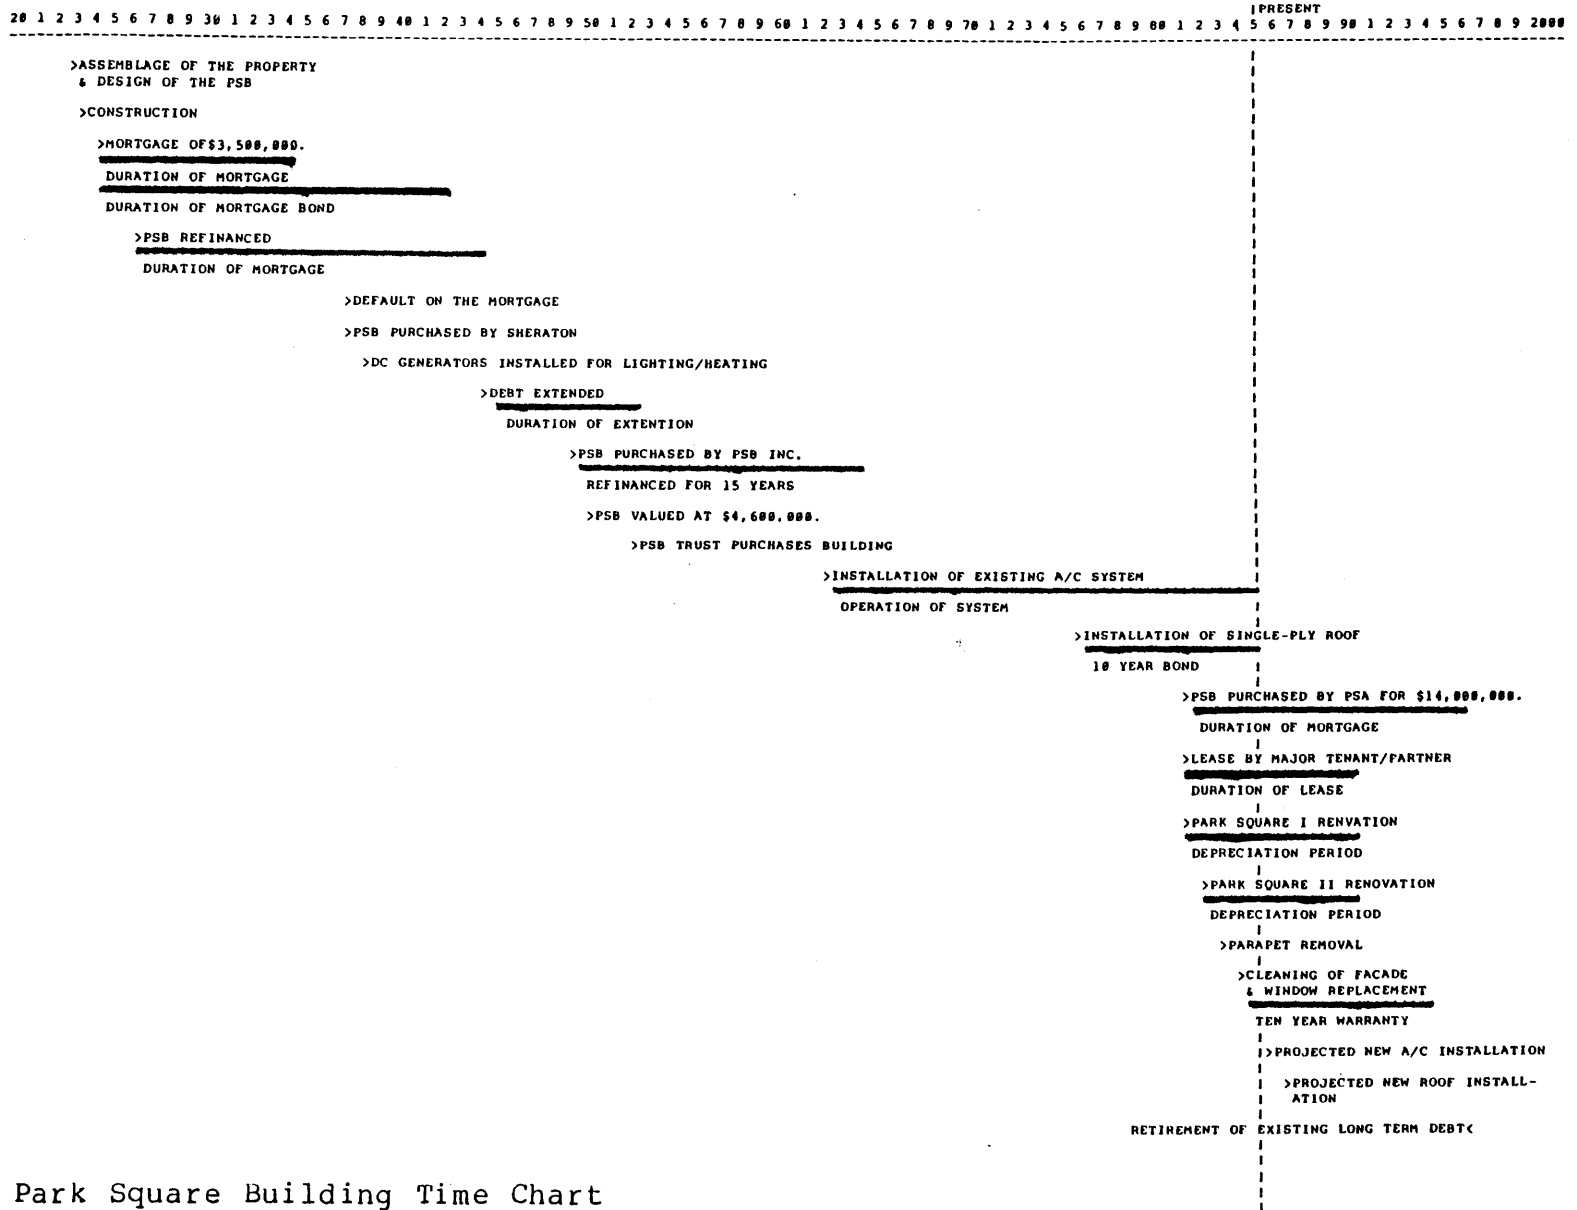 |PRESENT
20 1 2 3 4 5 6 7 8 9 30 1 2 3 4 5 6 7 8 9 40 1 2 3 4 5 6 7 8 9 50 1 2 3 4 5 6 7 8 9 60 1 2 3 4 5 6 7 8 9 70 1 2 3 4 5 6 7 8 9 80 1 2 3 4 5 6 7 8 9 90 1 2 3 4 5 6 7 8 9 2000
>ASSEMBLAGE OF THE PROPERTY
& DESIGN OF THE PSB
>CONSTRUCTION
>MORTGAGE OF$3,500,000.
DURATION OF MORTGAGE
DURATION OF MORTGAGE BOND
>PSB REFINANCED
DURATION OF MORTGAGE
>DEFAULT ON THE MORTGAGE
>PSB PURCHASED BY SHERATON
>DC GENERATORS INSTALLED FOR LIGHTING/HEATING
>DEBT EXTENDED
DURATION OF EXTENTION
>PSB PURCHASED BY PSB INC.
REFINANCED FOR 15 YEARS
>PSB VALUED AT $4,600,000.
>PSB TRUST PURCHASES BUILDING
>INSTALLATION OF EXISTING A/C SYSTEM
OPERATION OF SYSTEM
>INSTALLATION OF SINGLE-PLY ROOF
10 YEAR BOND
>PSB PURCHASED BY PSA FOR $14,000,000.
DURATION OF MORTGAGE
>LEASE BY MAJOR TENANT/PARTNER
DURATION OF LEASE
>PARK SQUARE I RENVATION
DEPRECIATION PERIOD
>PARK SQUARE II RENOVATION
DEPRECIATION PERIOD
>PARAPET REMOVAL
>CLEANING OF FACADE
& WINDOW REPLACEMENT
TEN YEAR WARRANTY
>PROJECTED NEW A/C INSTALLATION
>PROJECTED NEW ROOF INSTALL-
ATION
RETIREMENT OF EXISTING LONG TERM DEBT<
Park Square Building Time Chart